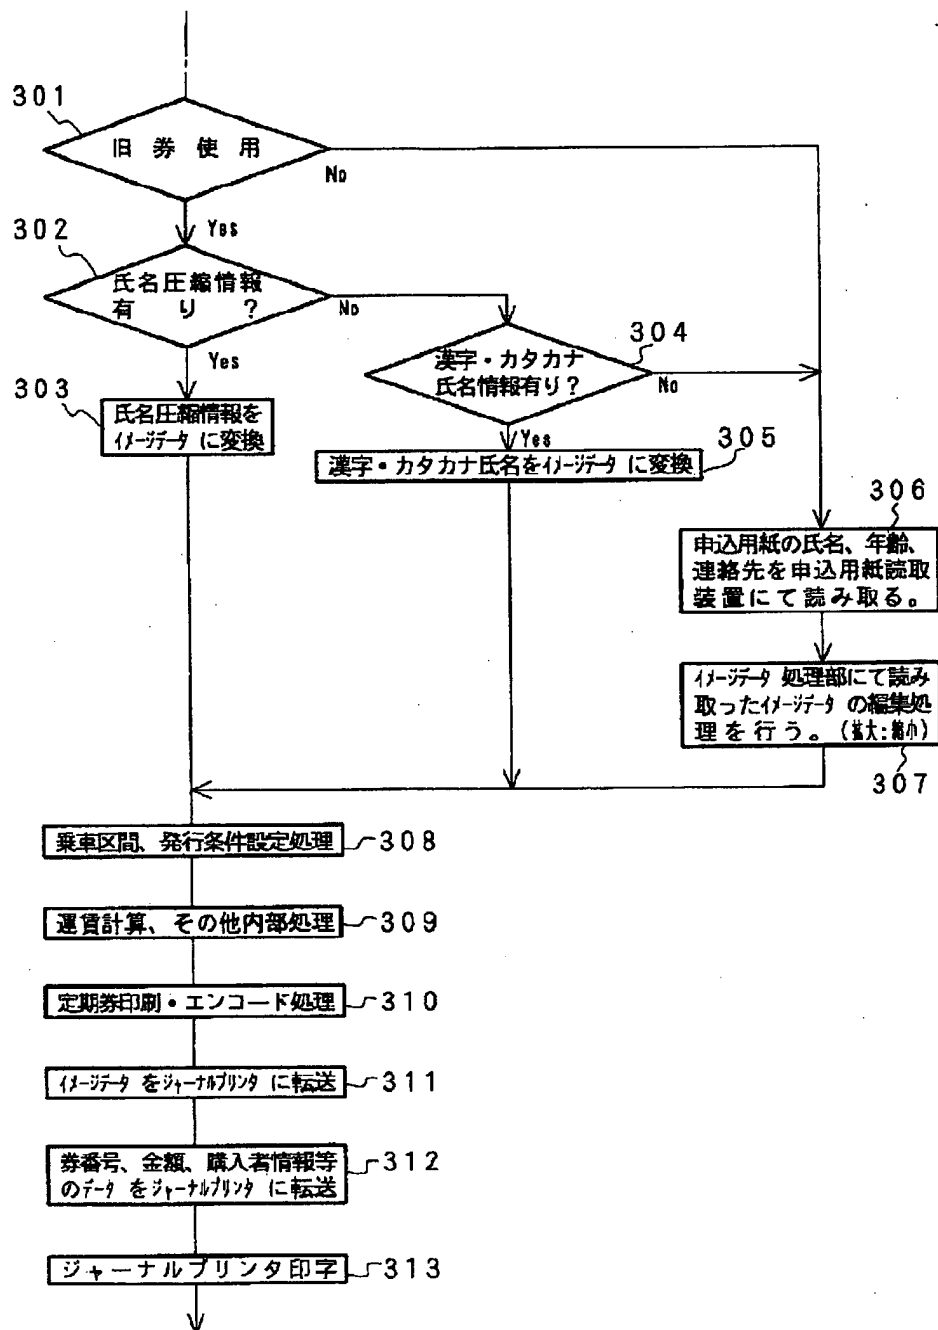 301
旧券使用
No
Yes
302
氏名圧縮情報
有り?
No
Yes
304
漢字・カタカナ
氏名情報有り?
No
Yes
303
氏名圧縮情報を
イメージデータに変換
305
漢字・カタカナ氏名をイメージデータに変換
306
申込用紙の氏名、年齢、
連絡先を申込用紙読取
装置にて読み取る。
イメージデータ処理部にて読み
取ったイメージデータの編集処
理を行う。(拡大:縮小)
307
乗車区間、発行条件設定処理
308
運賃計算、その他内部処理
309
定期券印刷・エンコード処理
310
イメージデータをジャーナルプリンタに転送
311
券番号、金額、購入者情報等
のデータをジャーナルプリンタに転送
312
ジャーナルプリンタ印字
313